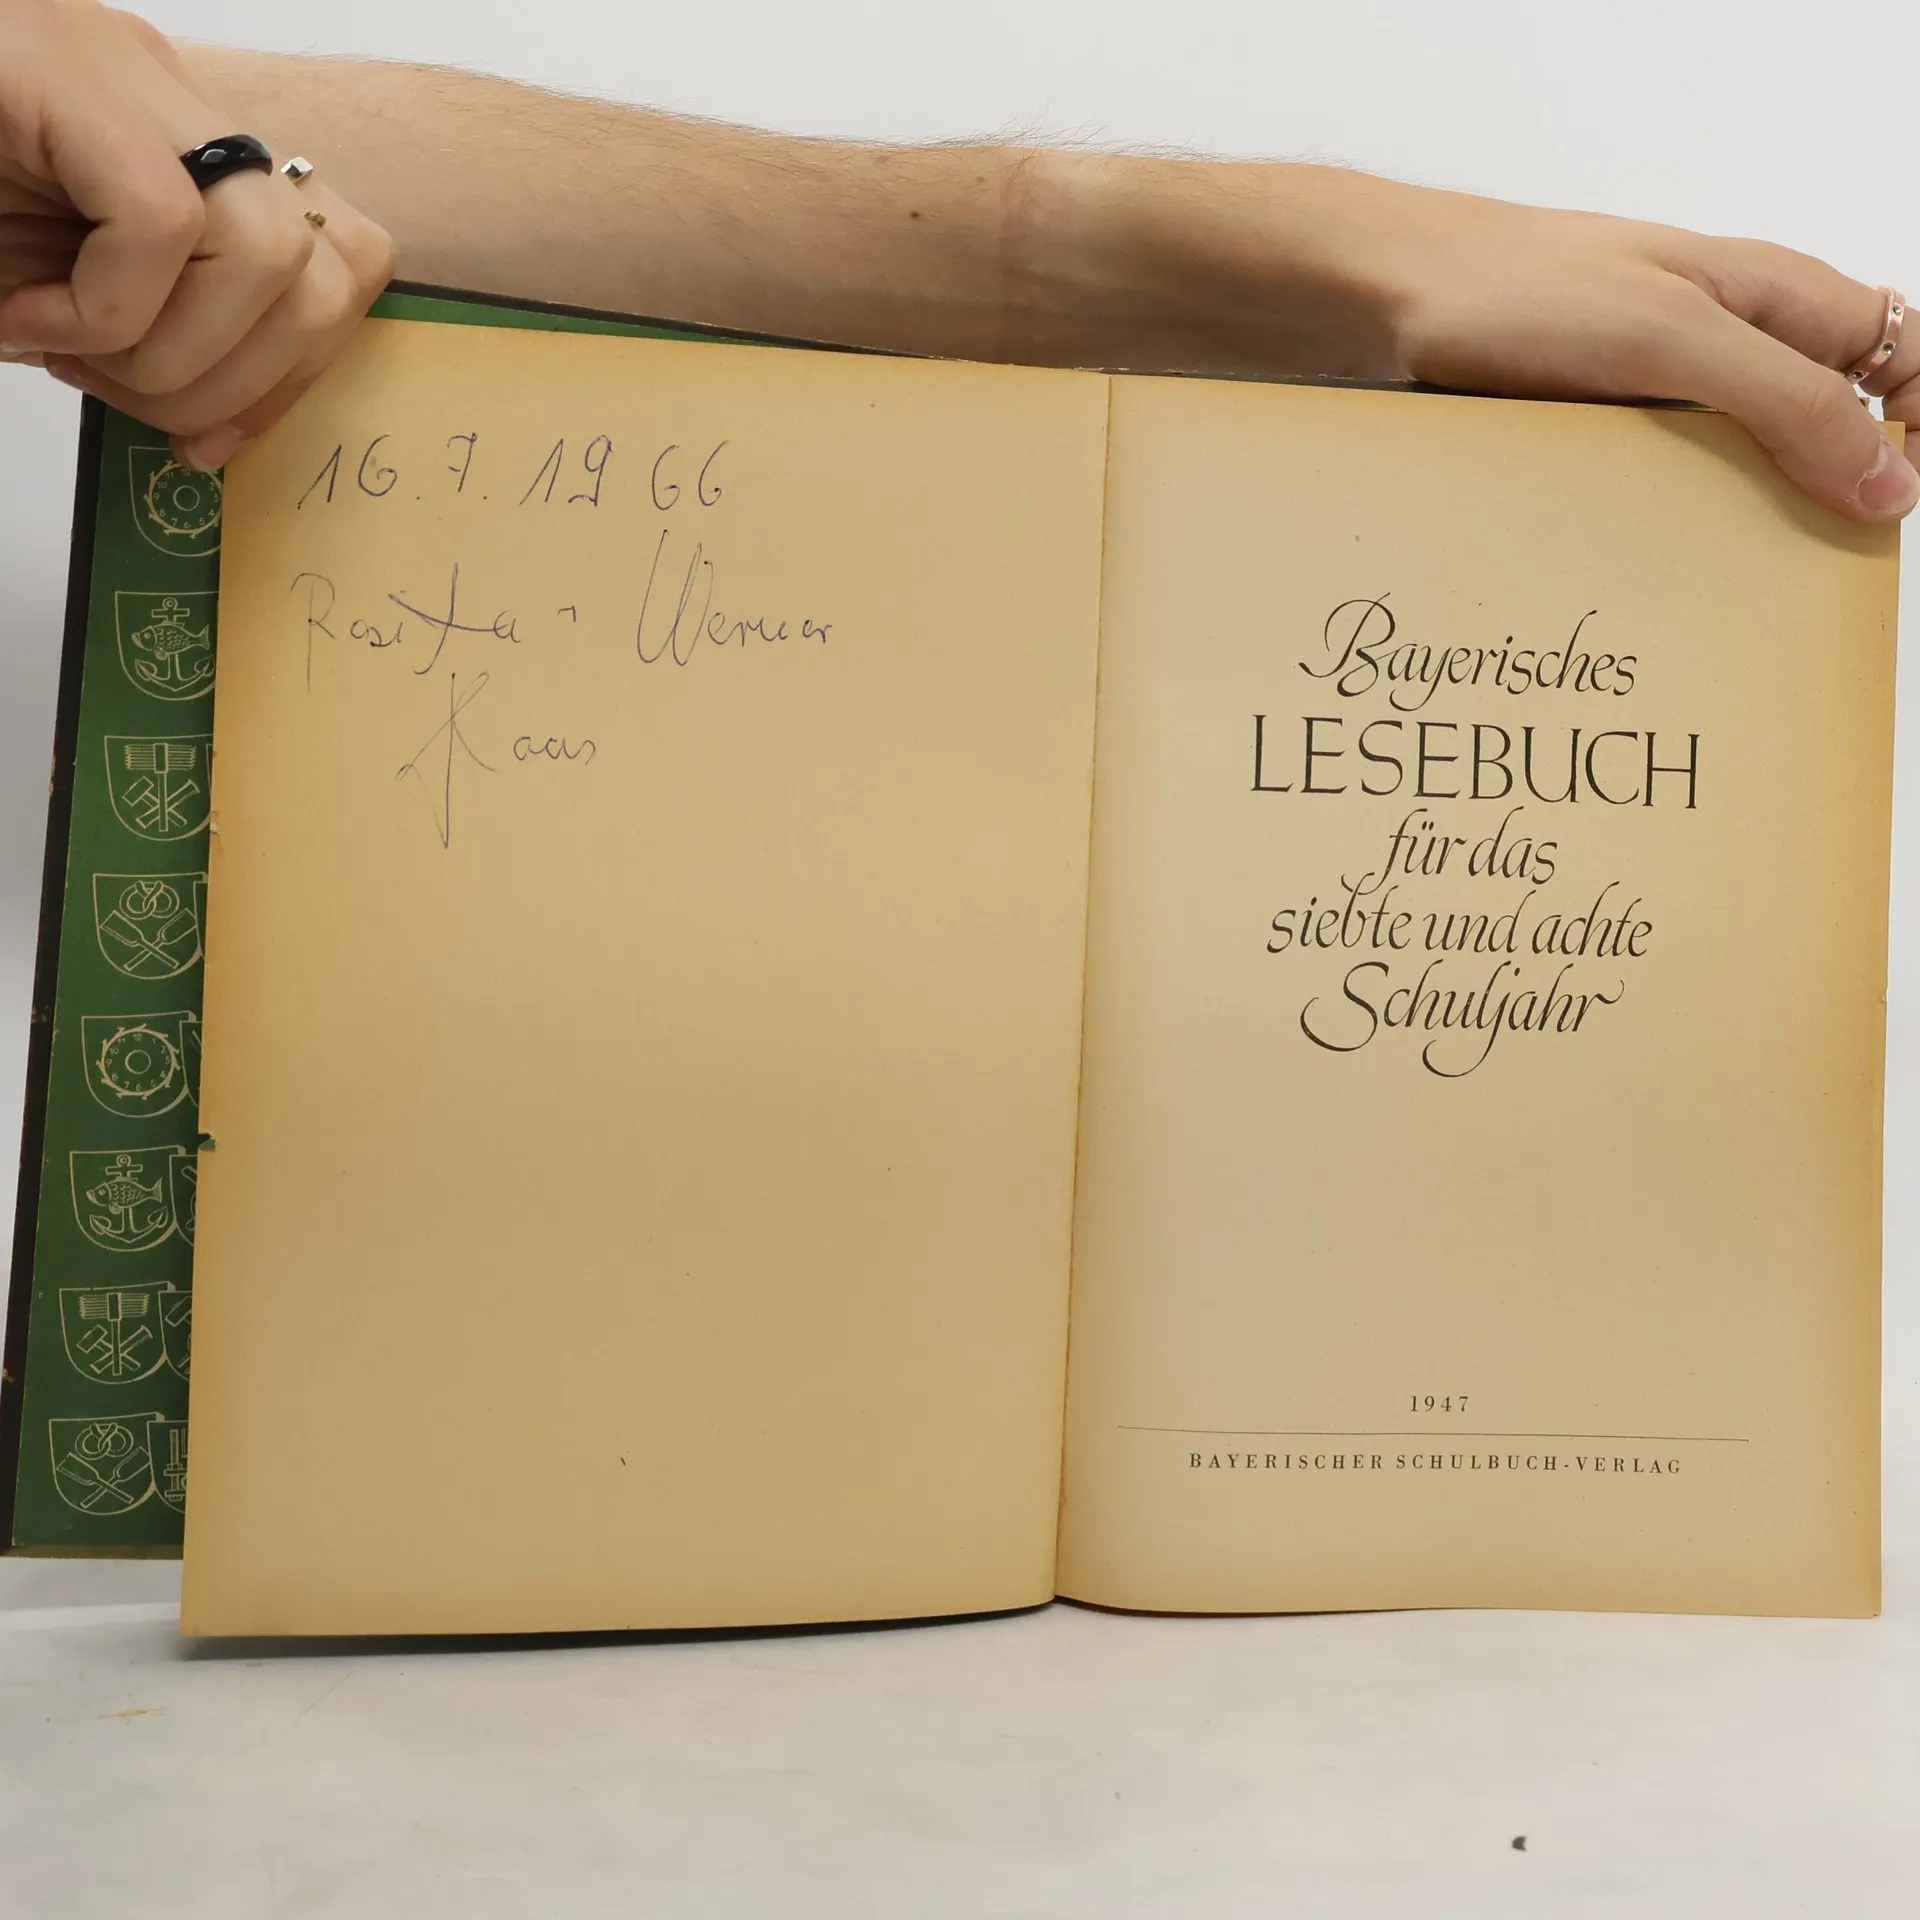 16.7.1966
Rosita Werner
Kaas
Bayerisches
LESEBUCH
für das
siebte und achte
Schuljahr
1947
BAYERISCHER SCHULBUCH-VERLAG